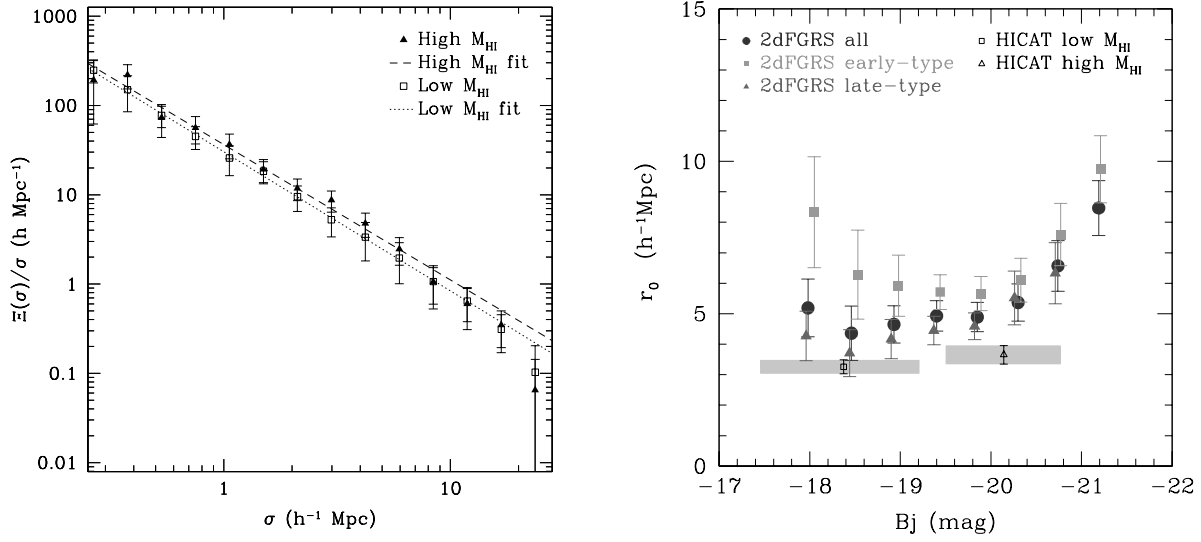 1000
100
10
1
0.1
0.01
Ξ(σ)/σ (h Mpc⁻¹)
High M_HI
High M_HI fit
Low M_HI
Low M_HI fit
1
10
σ (h⁻¹ Mpc)
15
10
5
0
r₀ (h⁻¹Mpc)
2dFGRS all
2dFGRS early-type
2dFGRS late-type
HICAT low M_HI
HICAT high M_HI
−17
−18
−19
−20
−21
−22
Bj (mag)